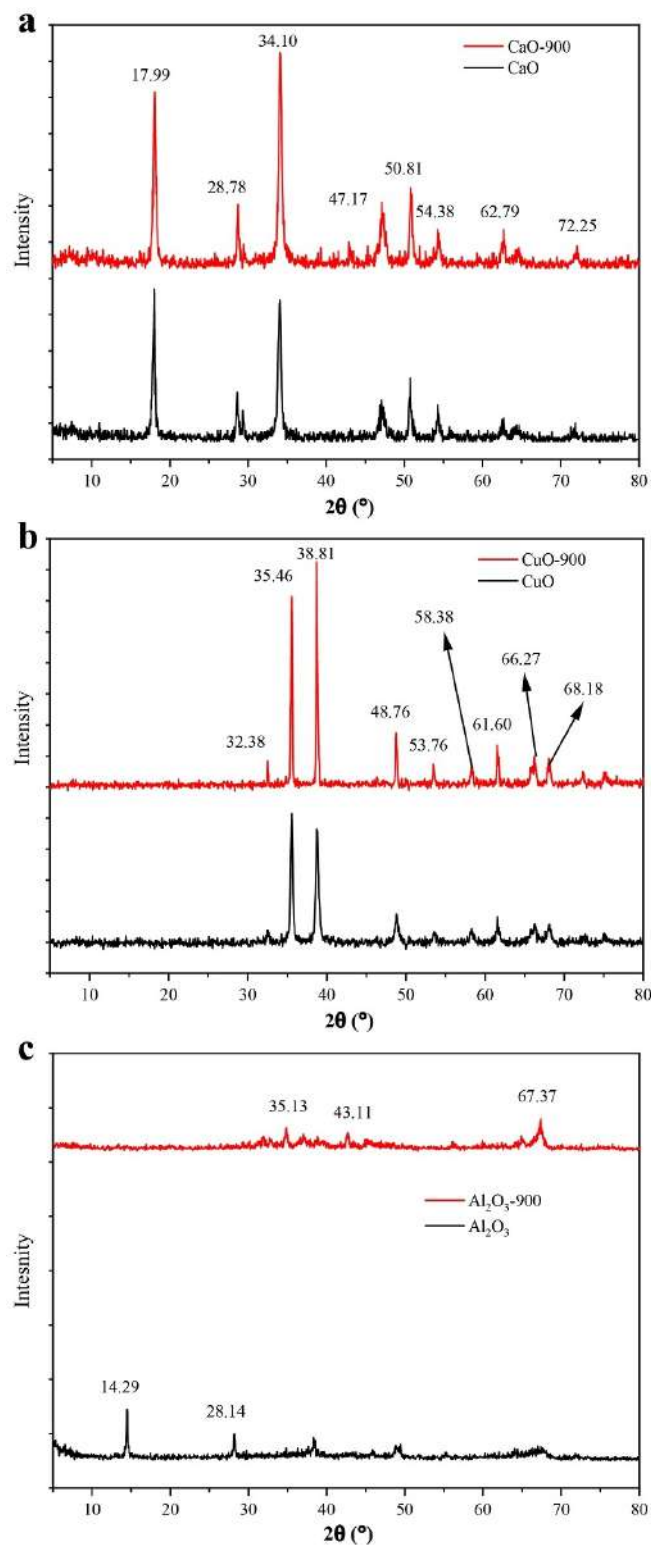 a
34.10
CaO-900
CaO
17.99
28.78
47.17
50.81
54.38
62.79
72.25
Intensity
10 20 30 40 50 60 70 80
2θ (°)
b
38.81
35.46
CuO-900
CuO
58.38
66.27
68.18
48.76
61.60
53.76
32.38
Intensity
10 20 30 40 50 60 70 80
2θ (°)
c
67.37
35.13
43.11
Al₂O₃-900
Al₂O₃
14.29
28.14
Intesnity
10 20 30 40 50 60 70 80
2θ (°)